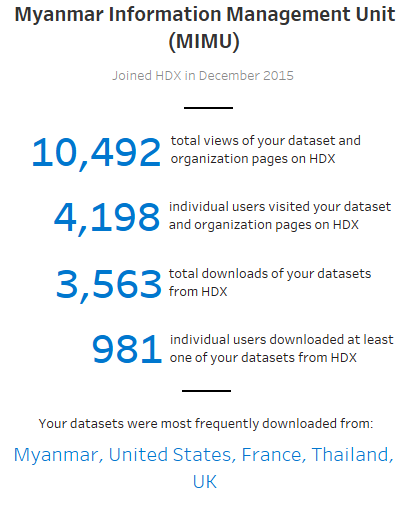 Myanmar Information Management Unit
(MIMU)
Joined HDX in December 2015
10,492 total views of your dataset and
organization pages on HDX
4,198 individual users visited your dataset
and organization pages on HDX
3,563 total downloads of your datasets
from HDX
981 individual users downloaded at least
one of your datasets from HDX
Your datasets were most frequently downloaded from:
Myanmar, United States, France, Thailand,
UK